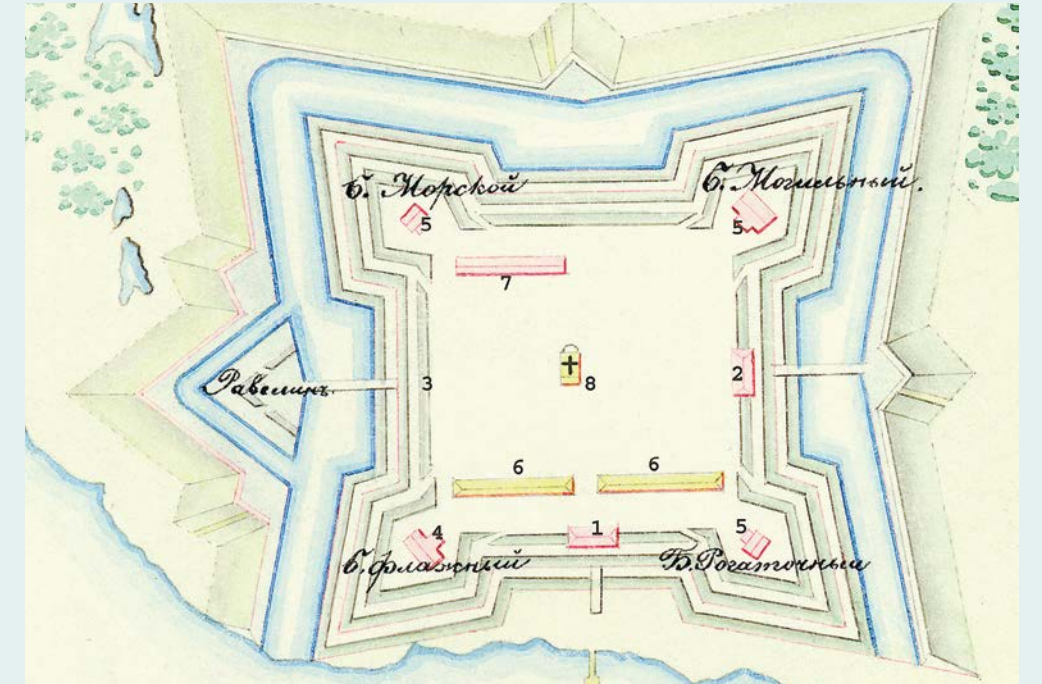 б. Морской
б. Могильный.
5
5
7
2
3
8
Равелинъ.
6
6
4
1
5
б. флажный
Б. Рогаточный